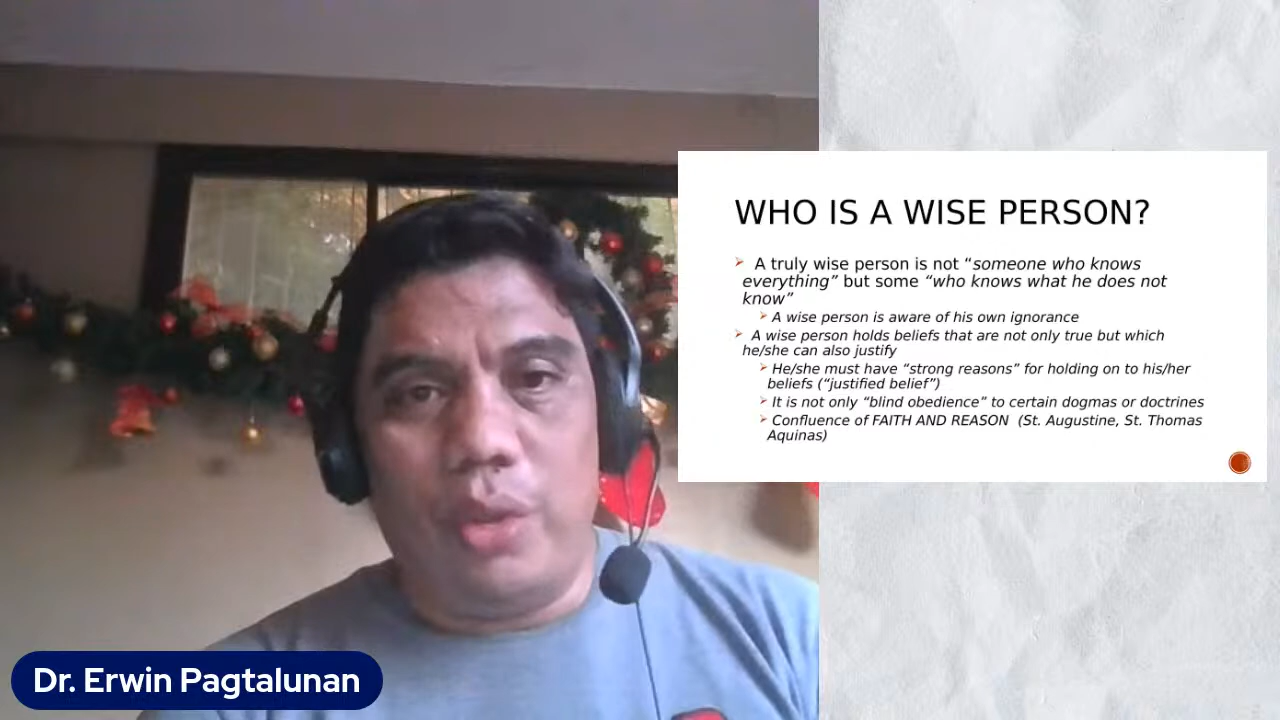 WHO IS A WISE PERSON?
A truly wise person is not “someone who knows
everything” but some “who knows what he does not
know”
A wise person is aware of his own ignorance
A wise person holds beliefs that are not only true but which
he/she can also justify
He/she must have “strong reasons” for holding on to his/her
beliefs (“justified belief”)
It is not only “blind obedience” to certain dogmas or doctrines
Confluence of FAITH AND REASON (St. Augustine, St. Thomas
Aquinas)
Dr. Erwin Pagtalunan